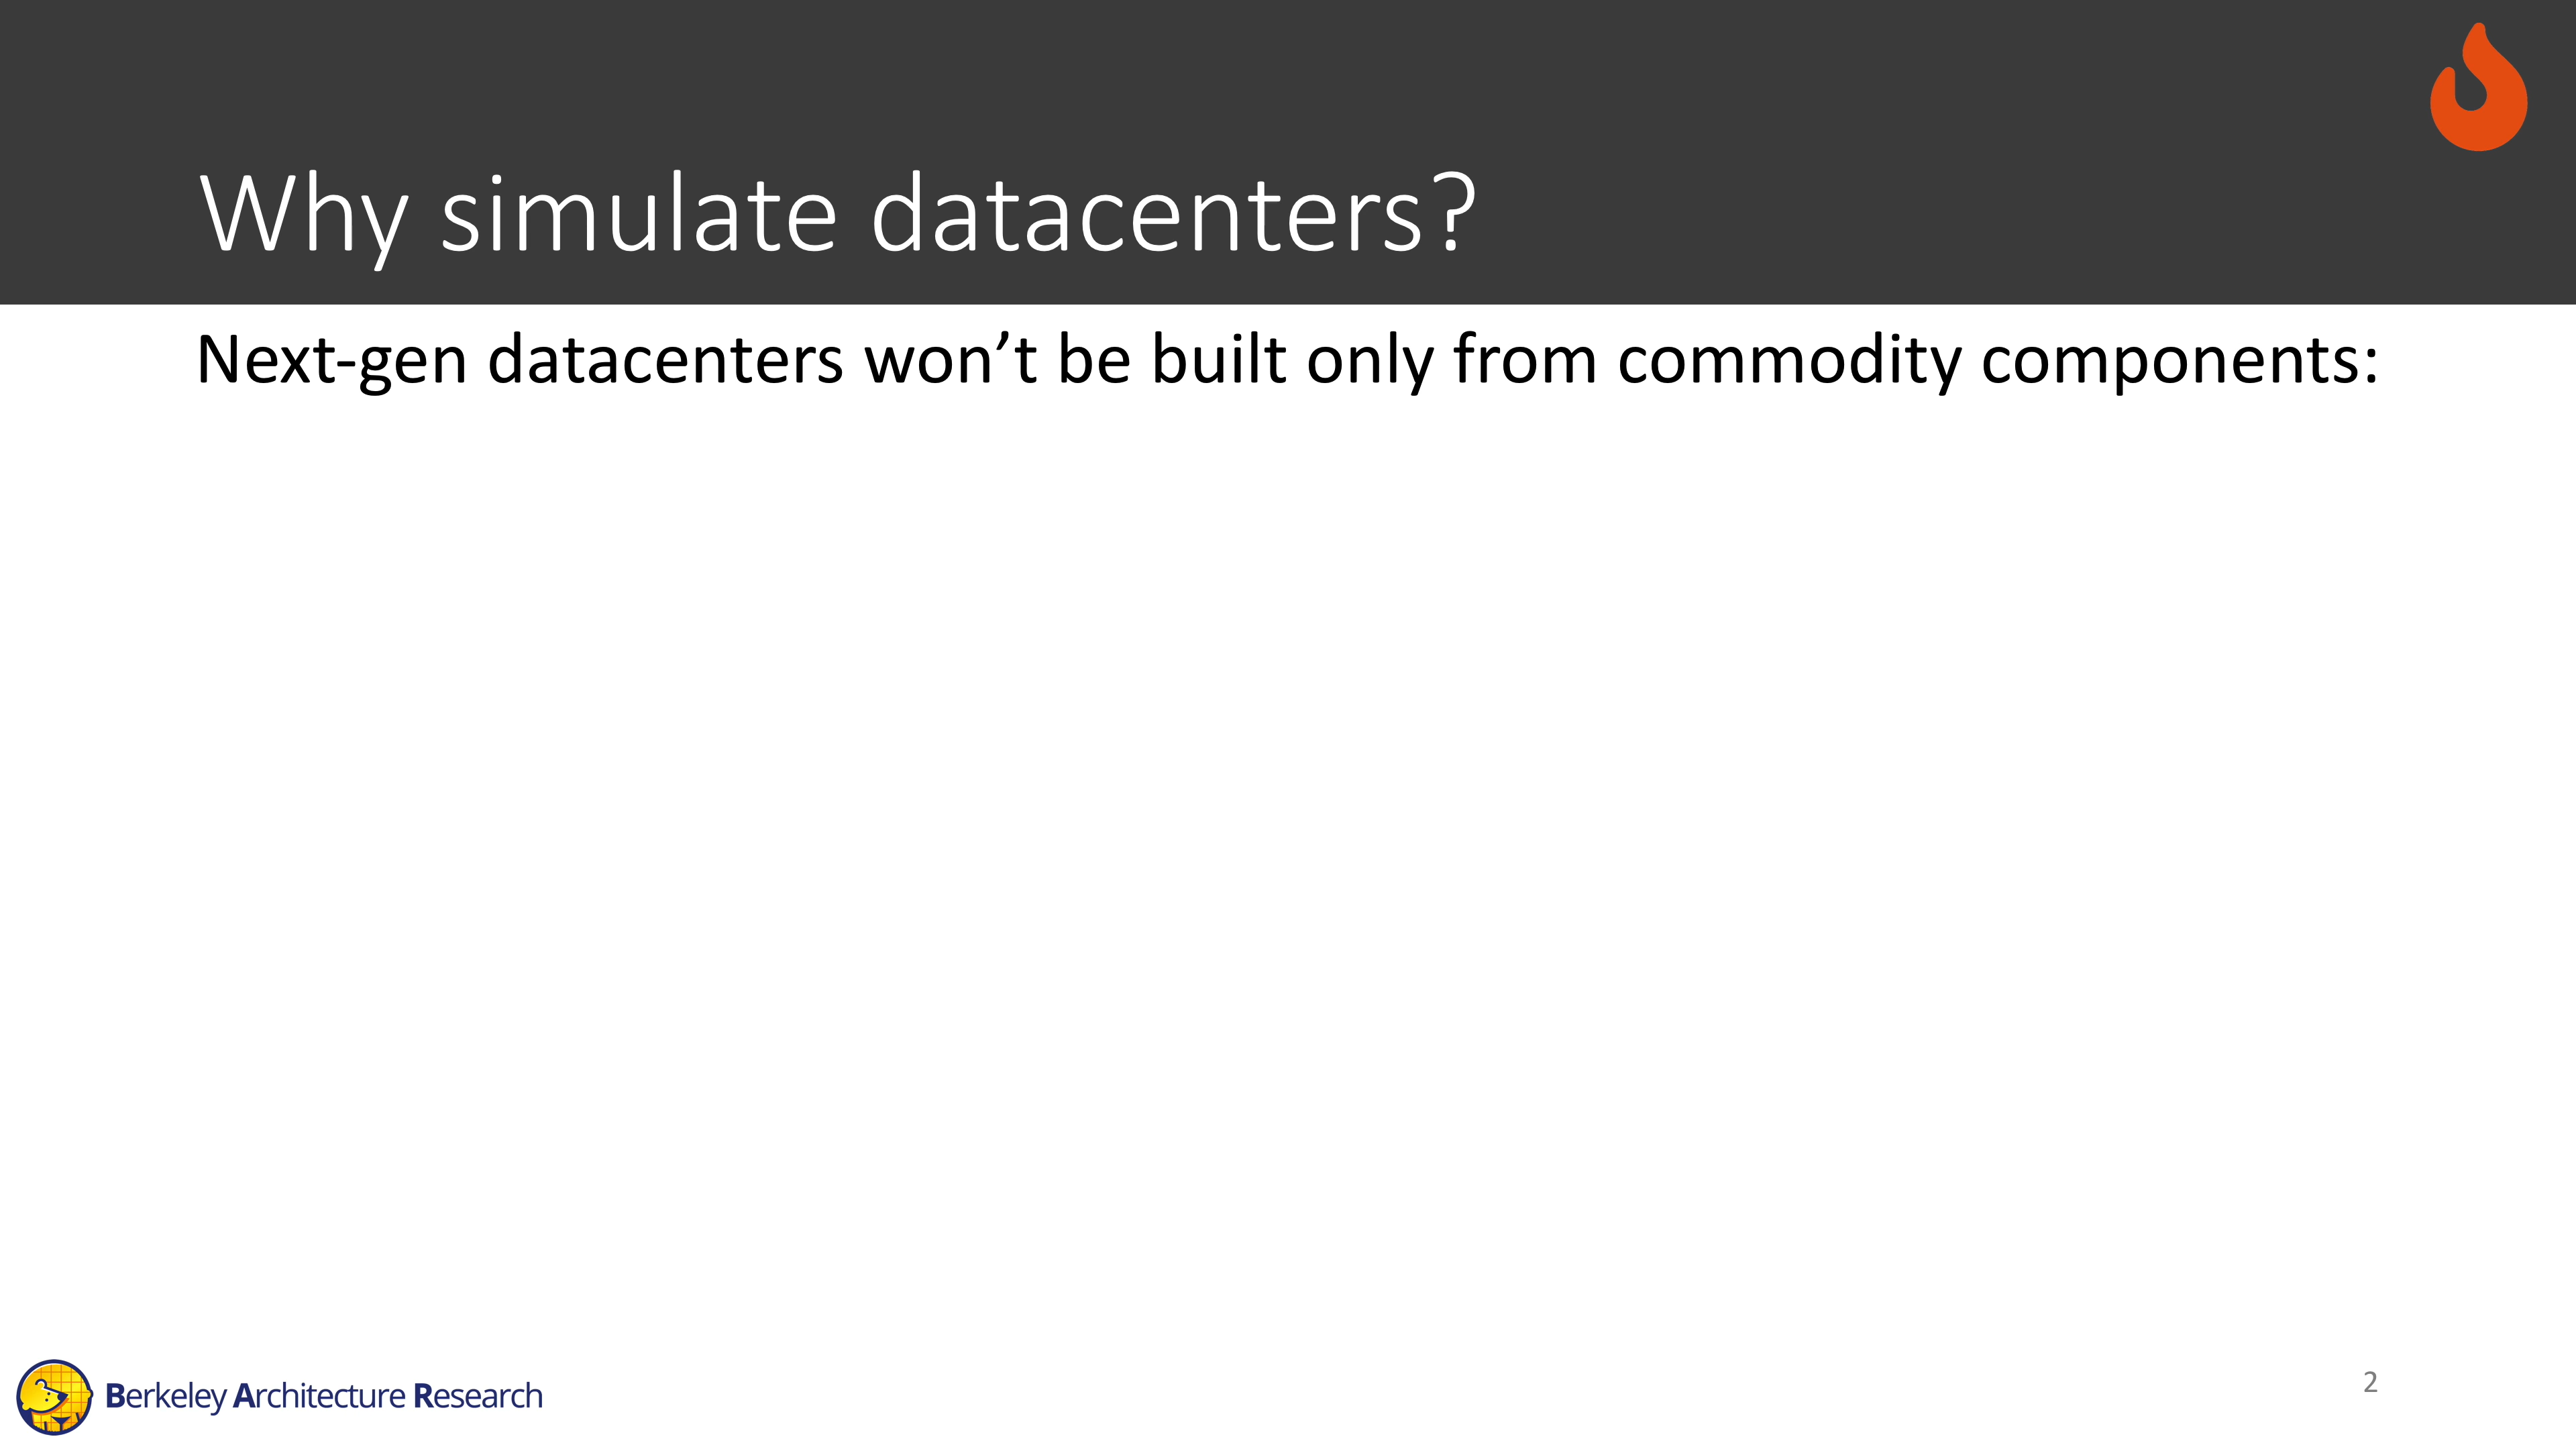 Why simulate datacenters?
Next-gen datacenters won’t be built only from commodity components:
Berkeley Architecture Research
2